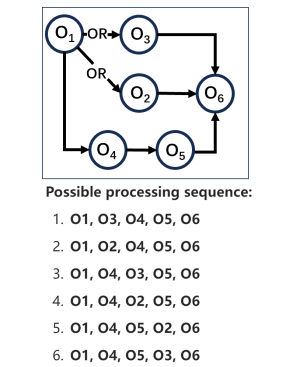 O1 OR O3
OR
O2 O6
O4 O5
Possible processing sequence:
1. O1, O3, O4, O5, O6
2. O1, O2, O4, O5, O6
3. O1, O4, O3, O5, O6
4. O1, O4, O2, O5, O6
5. O1, O4, O5, O2, O6
6. O1, O4, O5, O3, O6